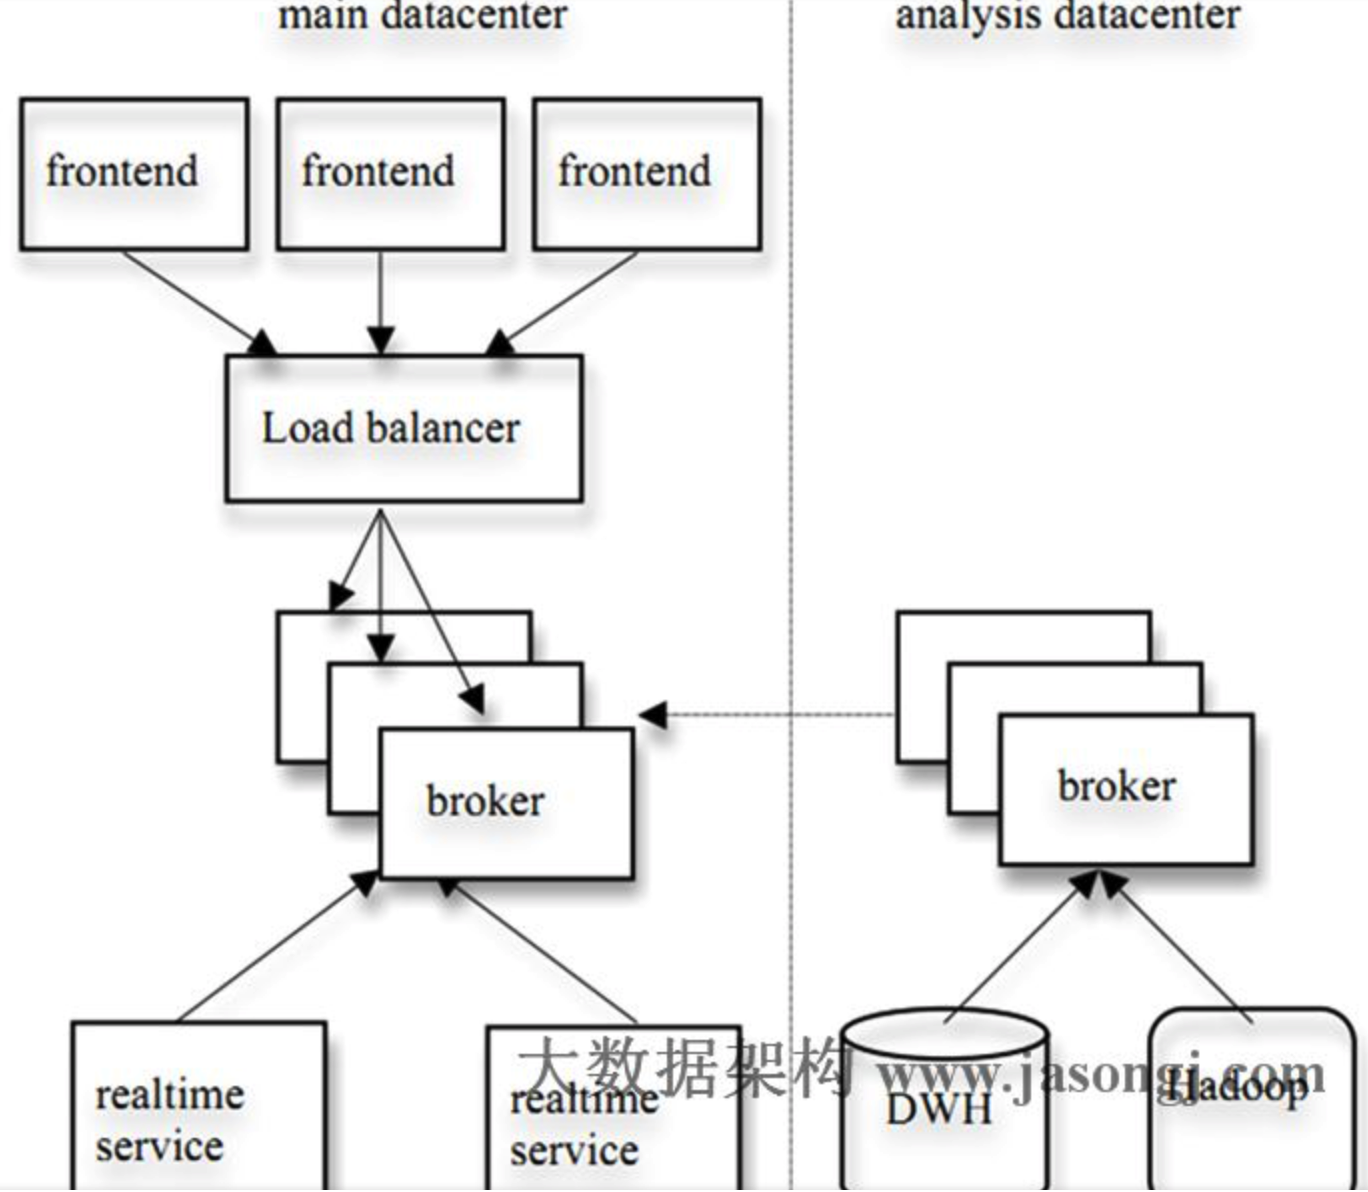 main datacenter
analysis datacenter
frontend
frontend
frontend
Load balancer
broker
broker
realtime
service
realtime
service
DWH
Hadoop
大数据架构 www.jasongj.com